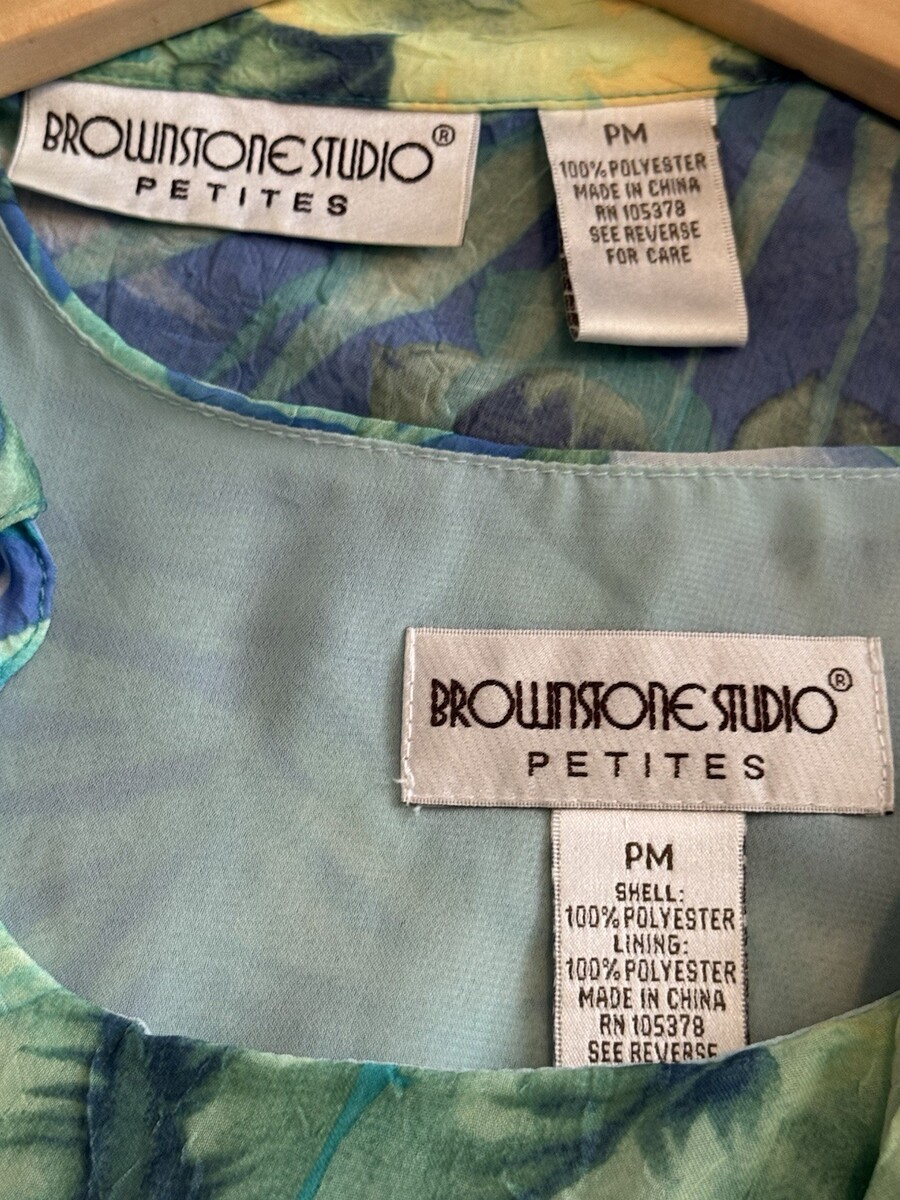 BROWNSTONE STUDIO®
PETITES
PM
100% POLYESTER
MADE IN CHINA
RN 105378
SEE REVERSE
FOR CARE
BROWNSTONE STUDIO®
PETITES
PM
SHELL:
100% POLYESTER
LINING:
100% POLYESTER
MADE IN CHINA
RN 105378
SEE REVERSE